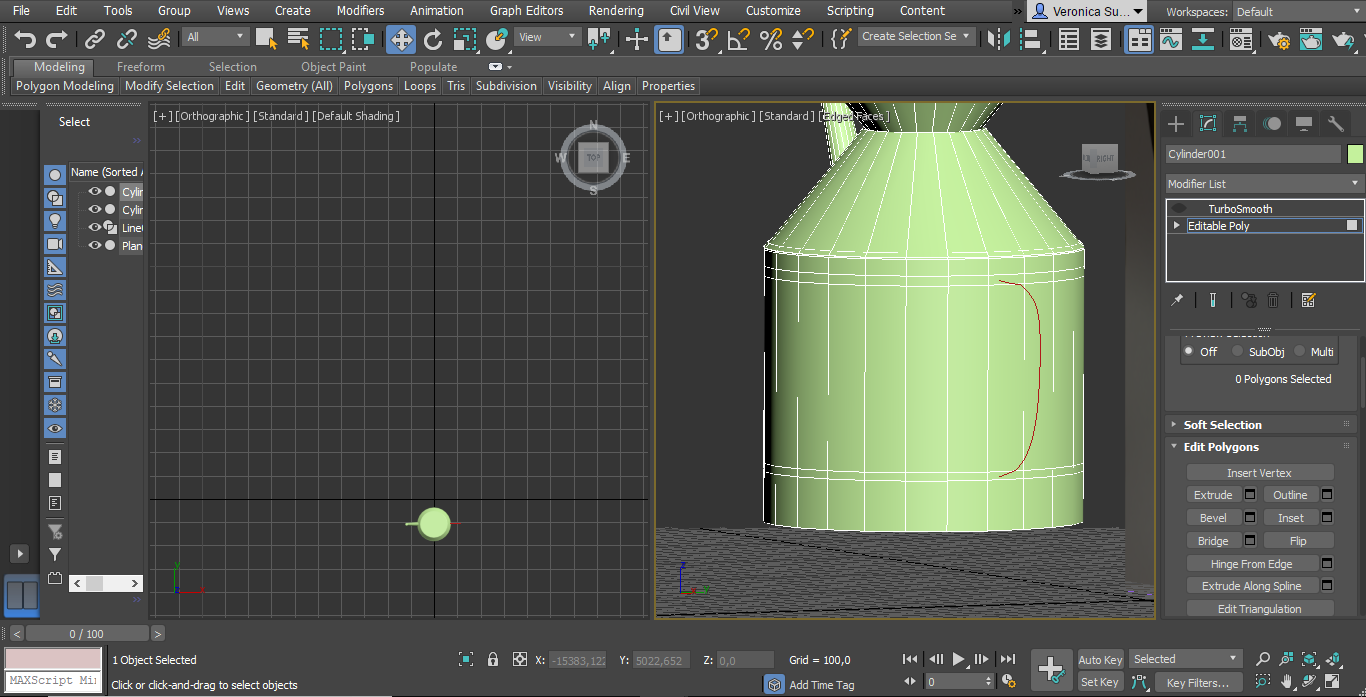 File Edit Tools Group Views Create Modifiers Animation Graph Editors Rendering Civil View Customize Scripting Content » Veronica Su... Workspaces: Default
All View Create Selection Se
Modeling Freeform Selection Object Paint Populate
Polygon Modeling Modify Selection Edit Geometry (All) Polygons Loops Tris Subdivision Visibility Align Properties
Select
Name (Sorted A
Cylin
Cylin
Line0
Plan
[+] [Orthographic] [Standard] [Default Shading]
N
W TOP E
S
[+] [Orthographic] [Standard] [Edged Faces]
RIGHT
Cylinder001
Modifier List
TurboSmooth
Editable Poly
Off SubObj Multi
0 Polygons Selected
Soft Selection
Edit Polygons
Insert Vertex
Extrude Outline
Bevel Inset
Bridge Flip
Hinge From Edge
Extrude Along Spline
Edit Triangulation
y
z
< 0 / 100 >
1 Object Selected X: -15383,122 Y: 5022,652 Z: 0,0 Grid = 100,0 Auto Key Selected
MAXScript Mi Click or click-and-drag to select objects Add Time Tag 0 Set Key Key Filters...